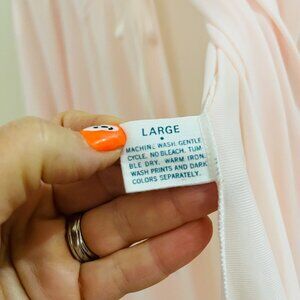 LARGE
•
MACHINE WASH. GENTLE
CYCLE. NO BLEACH. TUM
BLE DRY. WARM IRON.
WASH PRINTS AND DARK
COLORS SEPARATELY.